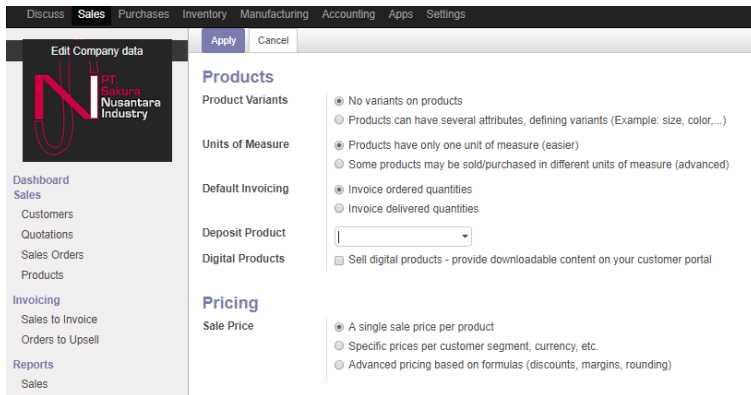 Discuss Sales Purchases Inventory Manufacturing Accounting Apps Settings
Edit Company data
PT.
Sakura
Nusantara
Industry
Dashboard
Sales
Customers
Quotations
Sales Orders
Products
Invoicing
Sales to Invoice
Orders to Upsell
Reports
Sales
Apply Cancel
Products
Product Variants
No variants on products
Products can have several attributes, defining variants (Example: size, color,...)
Units of Measure
Products have only one unit of measure (easier)
Some products may be sold/purchased in different units of measure (advanced)
Default Invoicing
Invoice ordered quantities
Invoice delivered quantities
Deposit Product
Digital Products
Sell digital products - provide downloadable content on your customer portal
Pricing
Sale Price
A single sale price per product
Specific prices per customer segment, currency, etc.
Advanced pricing based on formulas (discounts, margins, rounding)